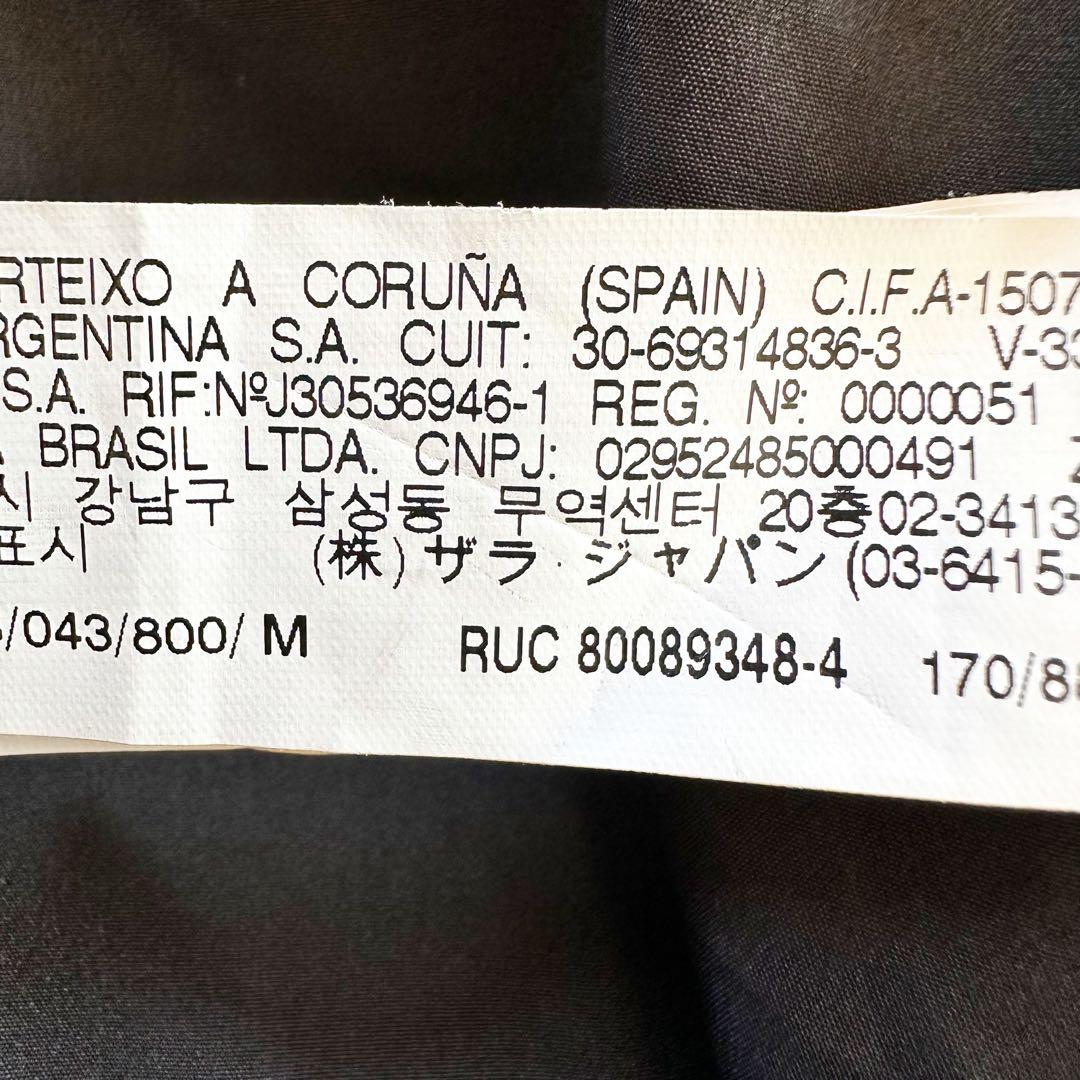 RTEIXO A CORUÑA (SPAIN) C.I.F.A-1507
RGENTINA S.A. CUIT: 30-69314836-3 V-33
S.A. RIF:NºJ30536946-1 REG. Nº: 0000051
BRASIL LTDA. CNPJ: 02952485000491 Z
시 강남구 삼성동 무역센터 20층02-3413
표시 (株)ザラ・ジャパン(03-6415-
/043/800/ M RUC 80089348-4 170/8